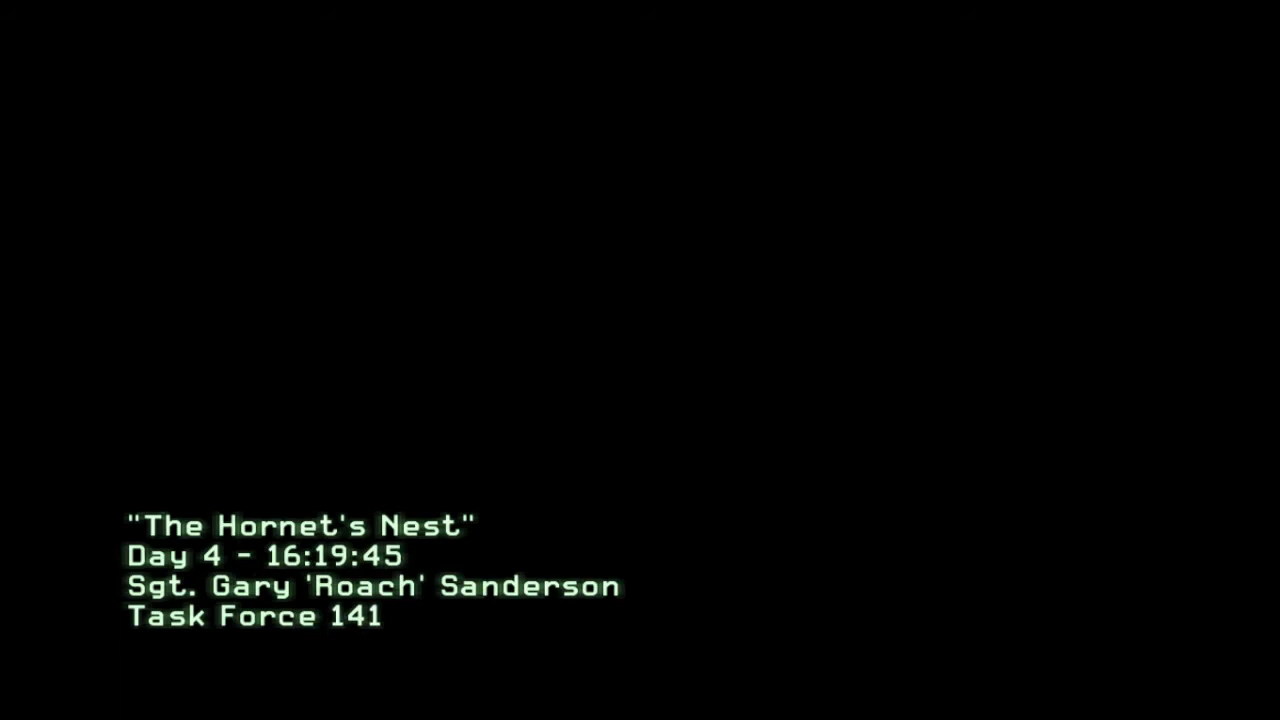 "The Hornet's Nest"
Day 4 - 16:19:45
Sgt. Gary 'Roach' Sanderson
Task Force 141